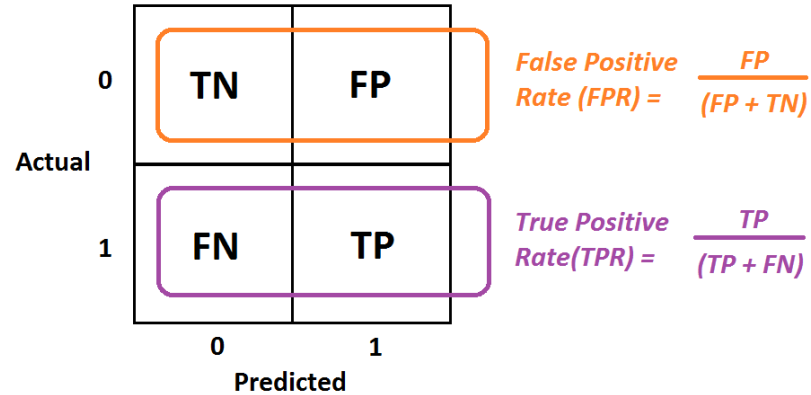 0
TN
FP
False Positive
Rate (FPR) =
FP
(FP + TN)
Actual
1
FN
TP
True Positive
Rate(TPR) =
TP
(TP + FN)
0
1
Predicted